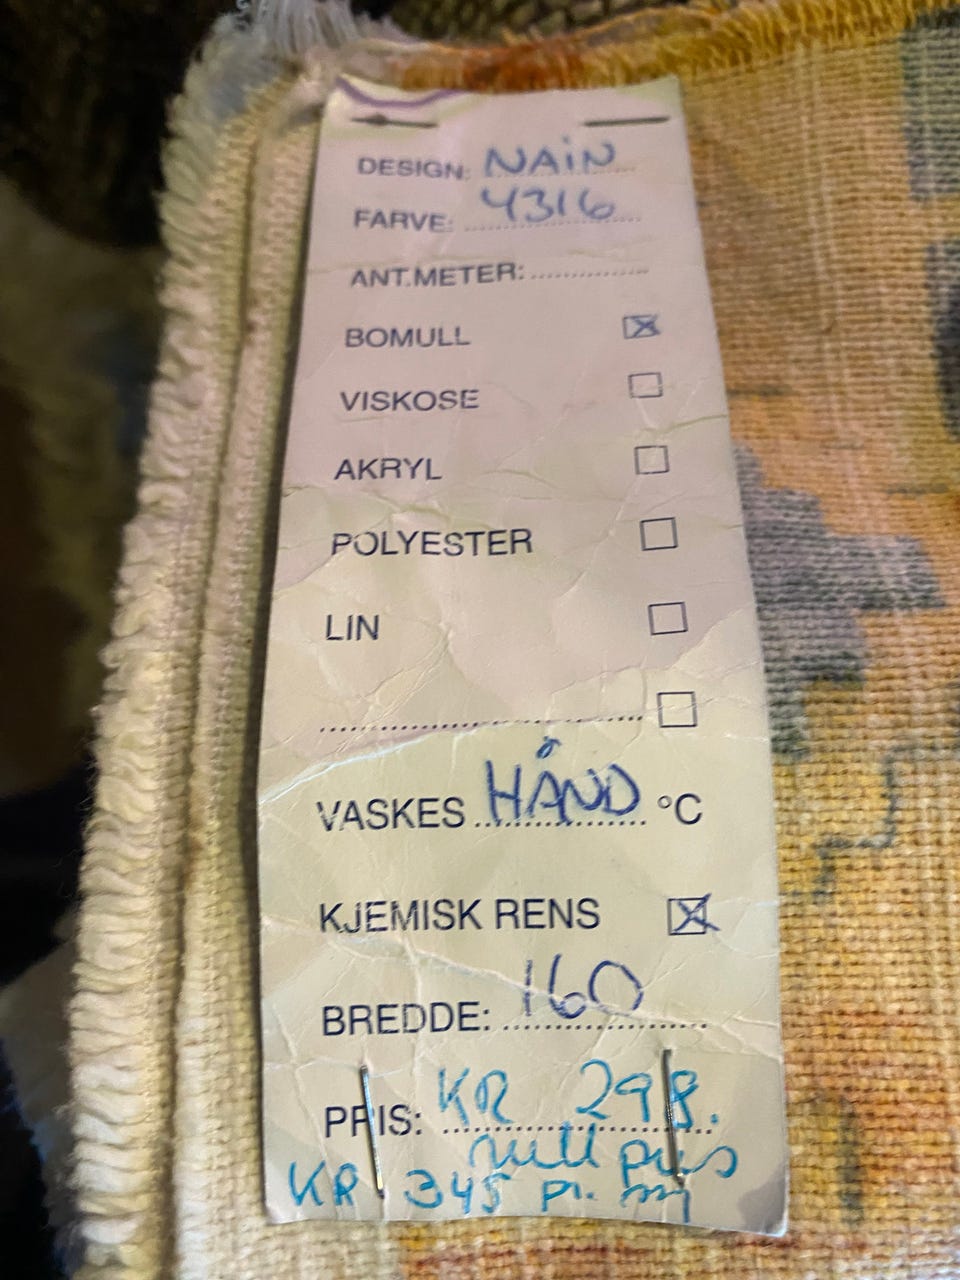 DESIGN: NAIN
FARVE: 4316
ANT.METER:
BOMULL ☒
VISKOSE ☐
AKRYL ☐
POLYESTER ☐
LIN ☐
☐
VASKES HÅND °C
KJEMISK RENS ☒
BREDDE: 160
PRIS: KR 298.
rull pris
KR 345 pr. m